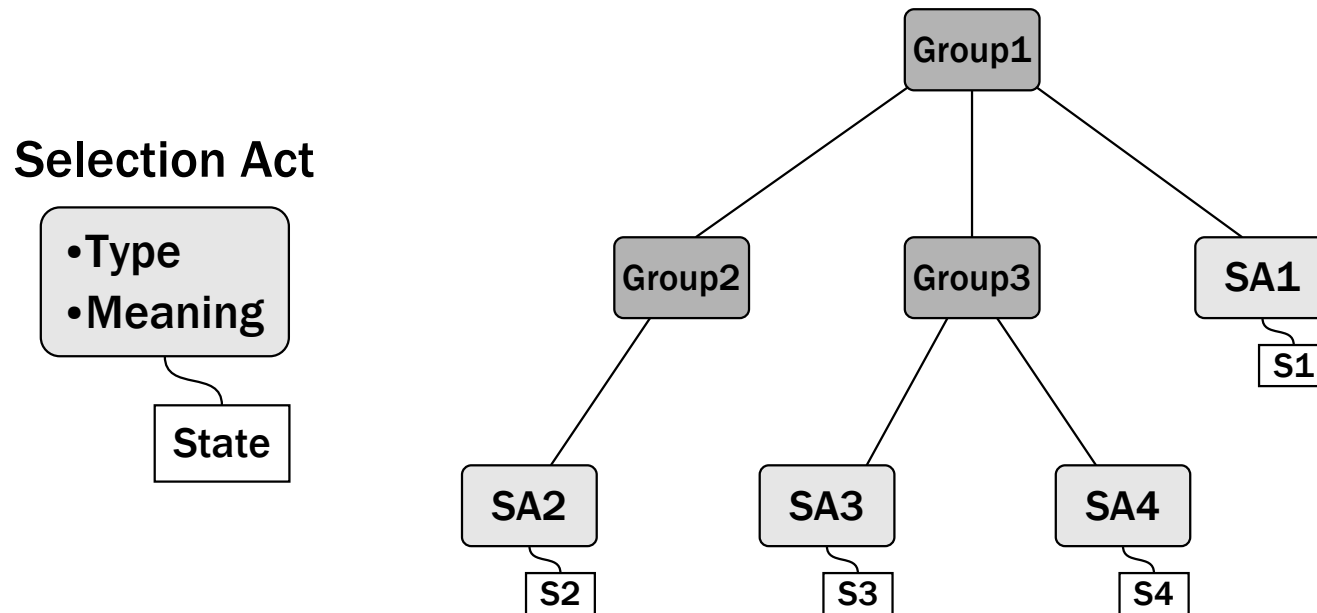 Selection Act
•Type
•Meaning
State
Group1
Group2
Group3
SA1
S1
SA2
SA3
SA4
S2
S3
S4